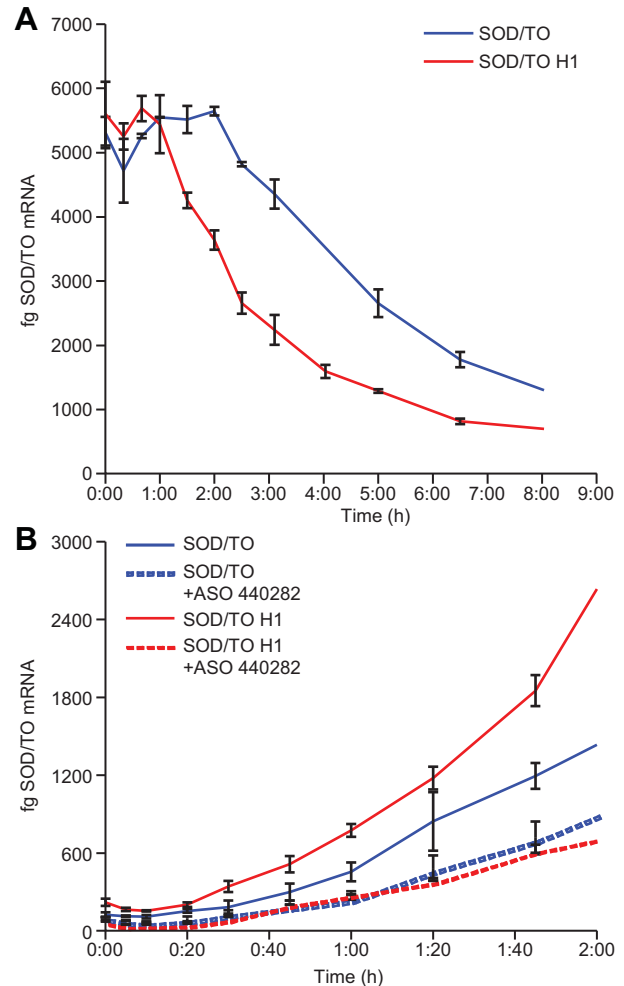 A
7000
6000
5000
4000
3000
2000
1000
0
fg SOD/TO mRNA
SOD/TO
SOD/TO H1
0:00 1:00 2:00 3:00 4:00 5:00 6:00 7:00 8:00 9:00
Time (h)
B
3000
2400
1800
1200
600
0
fg SOD/TO mRNA
SOD/TO
SOD/TO
+ASO 440282
SOD/TO H1
SOD/TO H1
+ASO 440282
0:00 0:20 0:40 1:00 1:20 1:40 2:00
Time (h)